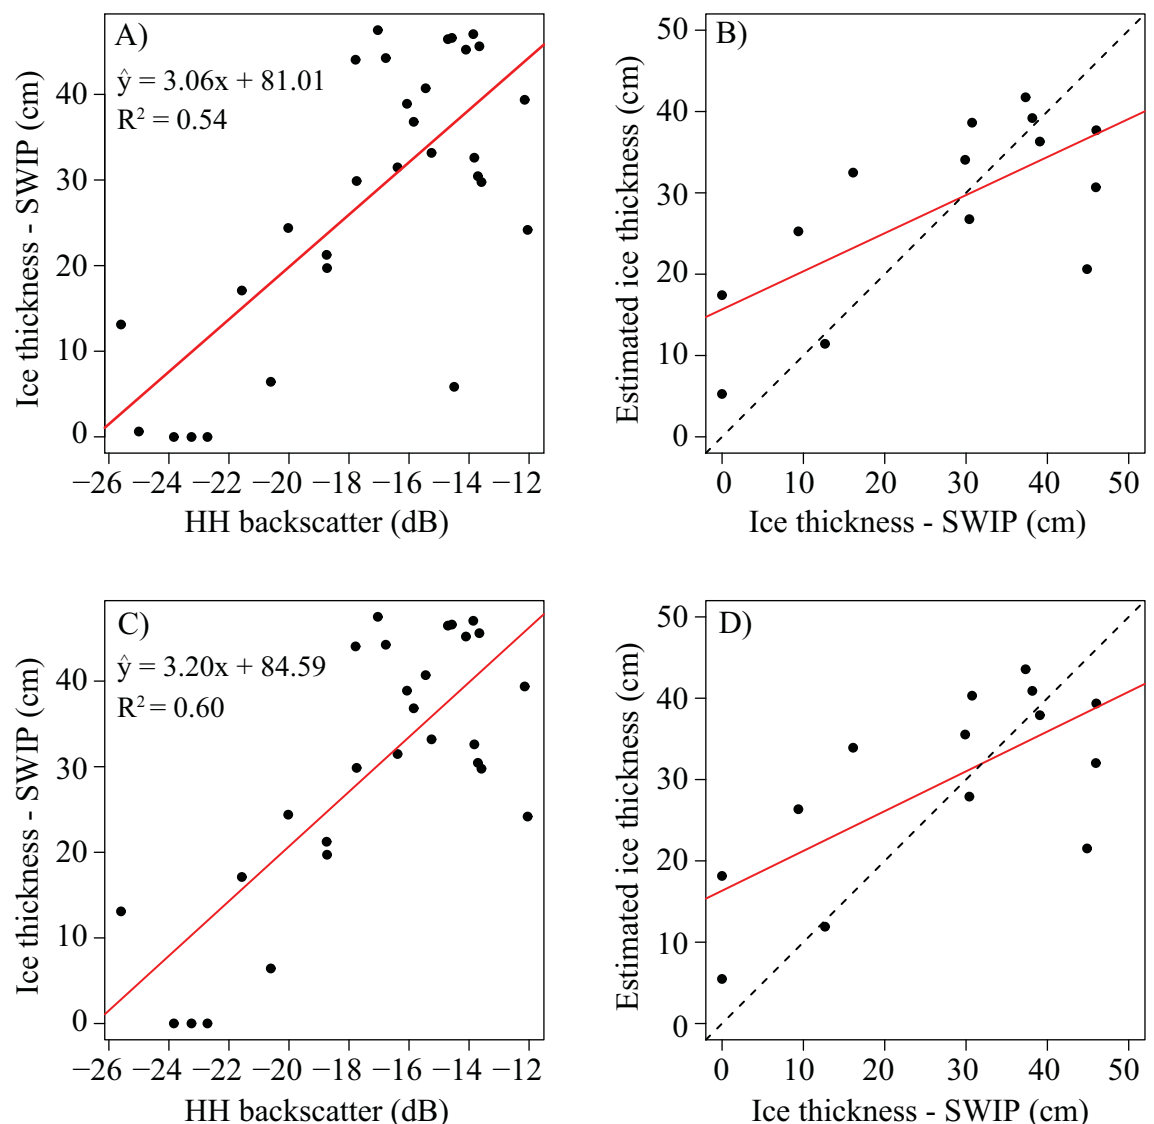 A)
ŷ = 3.06x + 81.01
R² = 0.54
Ice thickness - SWIP (cm)
40
30
20
10
0
−26 −24 −22 −20 −18 −16 −14 −12
HH backscatter (dB)
B)
Estimated ice thickness (cm)
50
40
30
20
10
0
0 10 20 30 40 50
Ice thickness - SWIP (cm)
C)
ŷ = 3.20x + 84.59
R² = 0.60
Ice thickness - SWIP (cm)
40
30
20
10
0
−26 −24 −22 −20 −18 −16 −14 −12
HH backscatter (dB)
D)
Estimated ice thickness (cm)
50
40
30
20
10
0
0 10 20 30 40 50
Ice thickness - SWIP (cm)